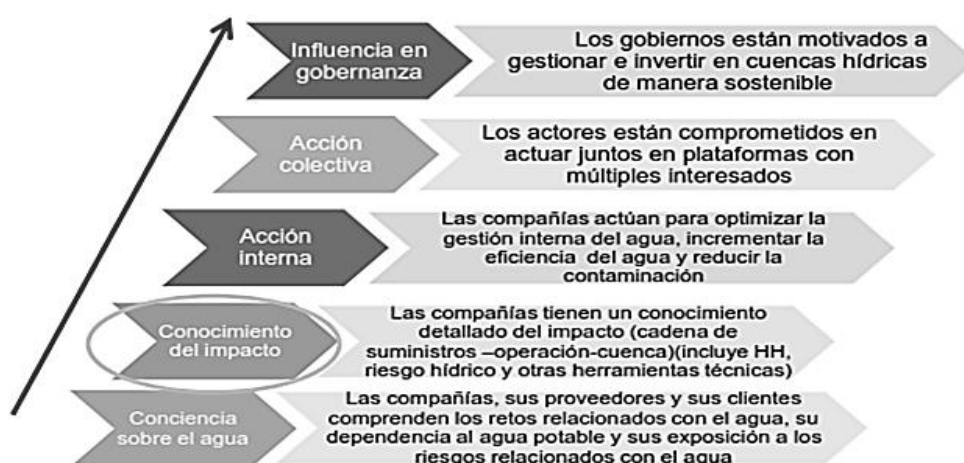 Influencia en
gobernanza
Los gobiernos están motivados a
gestionar e invertir en cuencas hídricas
de manera sostenible
Acción
colectiva
Los actores están comprometidos en
actuar juntos en plataformas con
múltiples interesados
Acción
interna
Las compañías actúan para optimizar la
gestión interna del agua, incrementar la
eficiencia del agua y reducir la
contaminación
Conocimiento
del impacto
Las compañías tienen un conocimiento
detallado del impacto (cadena de
suministros –operación-cuenca)(incluye HH,
riesgo hídrico y otras herramientas técnicas)
Conciencia
sobre el agua
Las compañías, sus proveedores y sus clientes
comprenden los retos relacionados con el agua, su
dependencia al agua potable y sus exposición a los
riesgos relacionados con el agua